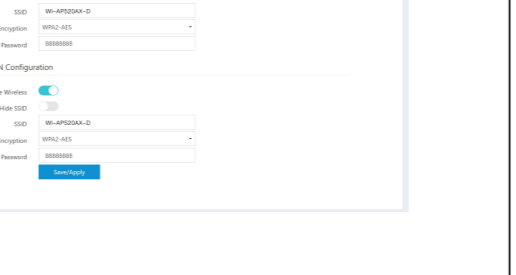 SSID WI-AP520AX-D
ncryption WPA2-AES
Password 88888888
N Configuration
e Wireless
Hide SSID
SSID WI-AP520AX-D
ncryption WPA2-AES
Password 88888888
Save/Apply